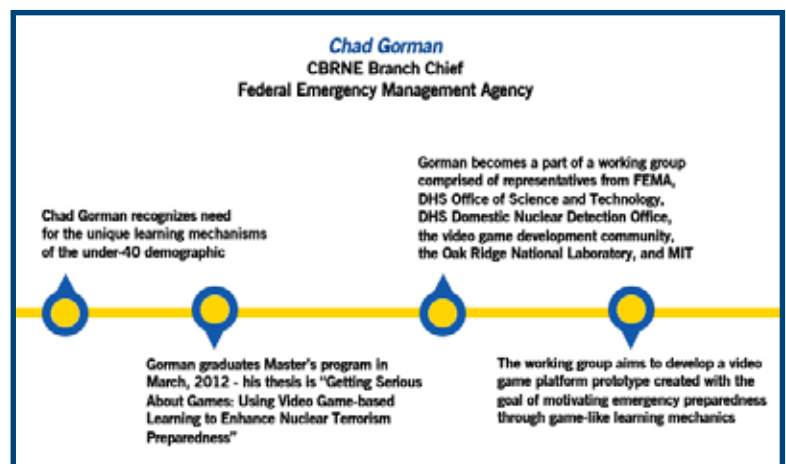 Chad Gorman
CBRNE Branch Chief
Federal Emergency Management Agency
Chad Gorman recognizes need
for the unique learning mechanisms
of the under-40 demographic
Gorman graduates Master's program in
March, 2012 - his thesis is "Getting Serious
About Games: Using Video Game-based
Learning to Enhance Nuclear Terrorism
Preparedness"
Gorman becomes a part of a working group
comprised of representatives from FEMA,
DHS Office of Science and Technology,
DHS Domestic Nuclear Detection Office,
the video game development community,
the Oak Ridge National Laboratory, and MIT
The working group aims to develop a video
game platform prototype created with the
goal of motivating emergency preparedness
through game-like learning mechanics